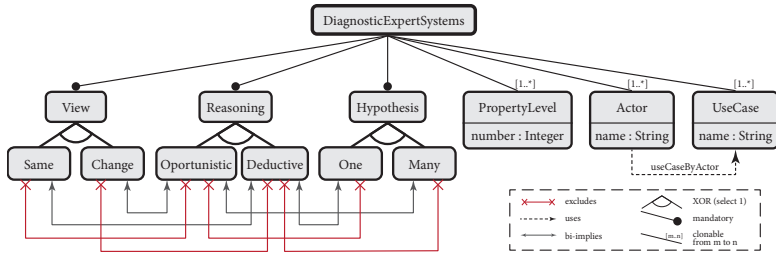 DiagnosticExpertSystems
[1..*] [1..*] [1..*]
View Reasoning Hypothesis PropertyLevel Actor UseCase
number : Integer name : String name : String
Same Change Oportunistic Deductive One Many
useCaseByActor
excludes XOR (select 1)
uses mandatory
bi-implies [m..n] clonable
from m to n